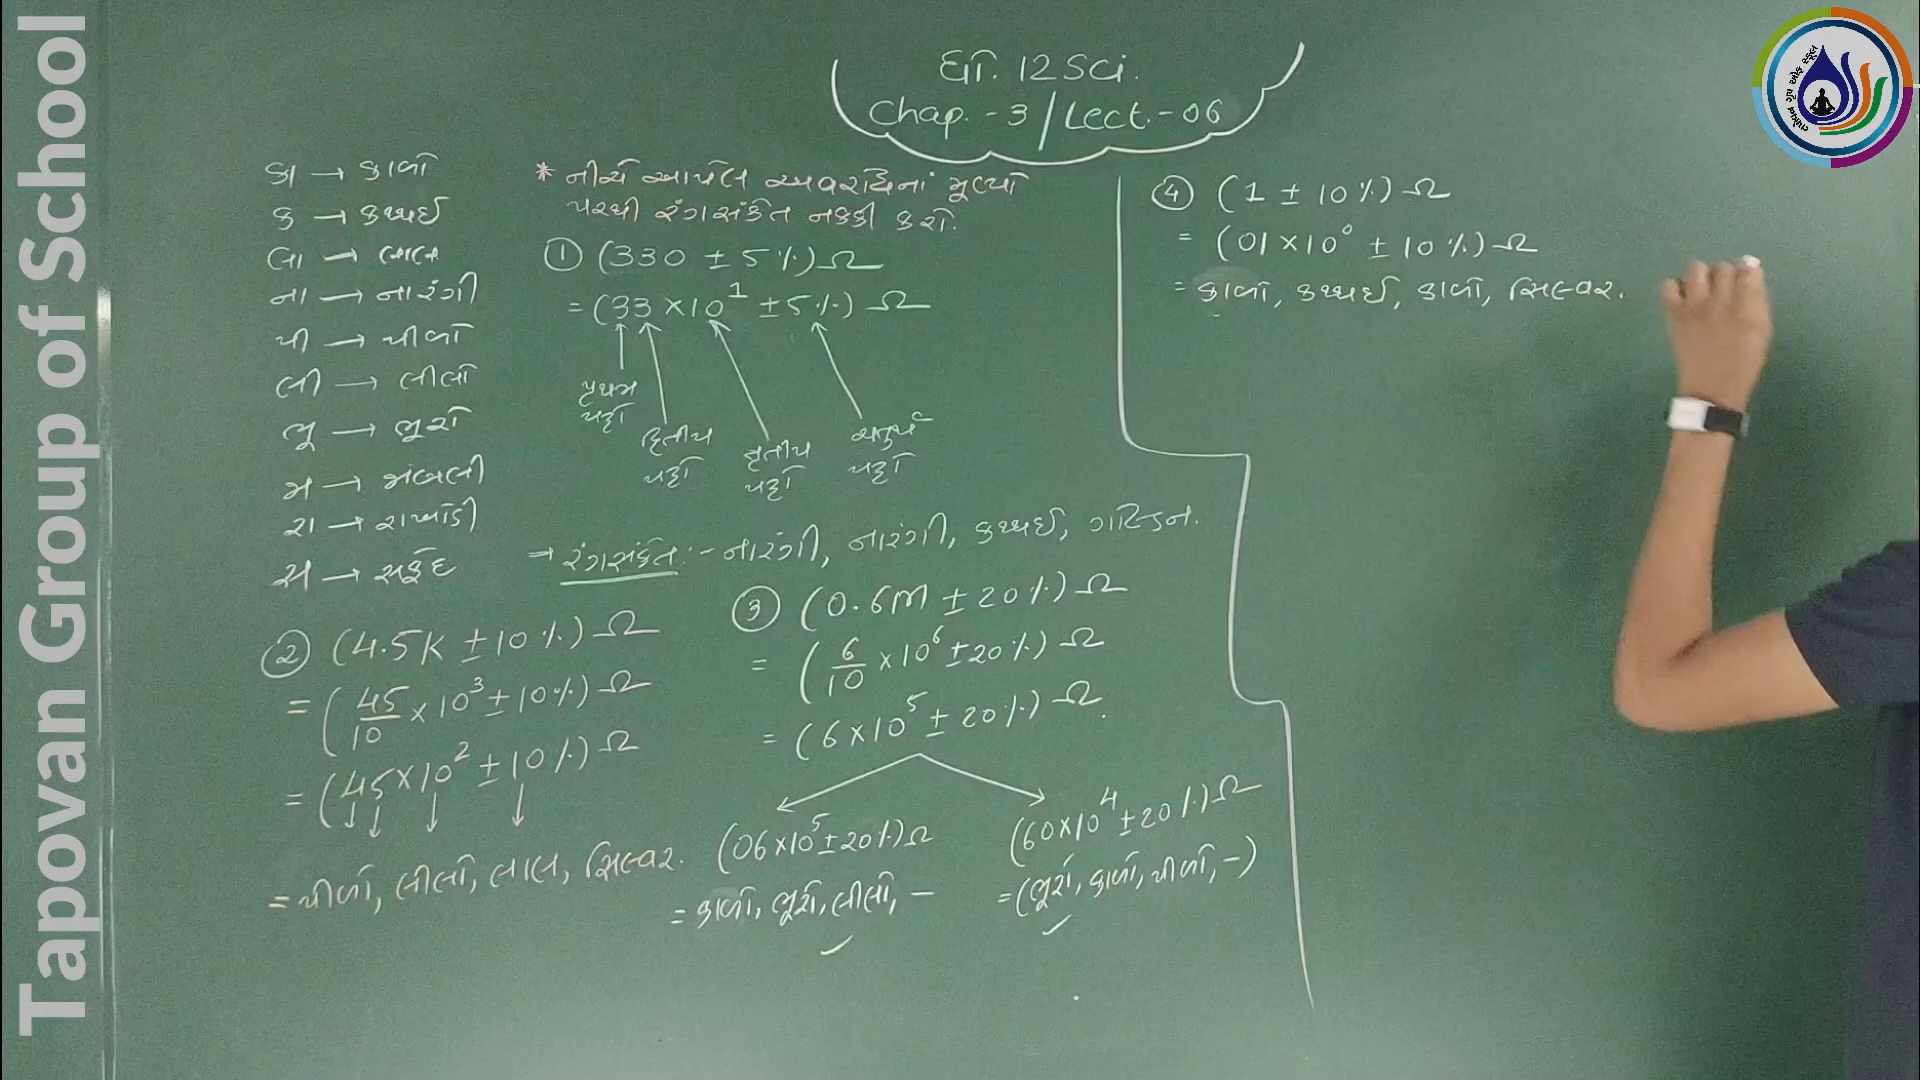 Tapovan Group of School
ધો. 12 Sci.
Chap. - 3 / Lect. - 06
કા → કાળો
ક → કથ્થઈ
લા → લાલ
ના → નારંગી
પી → પીળો
લી → લીલો
ભૂ → ભૂરો
જા → જાંબલી
રા → રાખોડી
સ → સફેદ
* નીચે આપેલ અવરોધોનાં મૂલ્યો
પરથી રંગસંકેત નક્કી કરો.
① (330 ± 5%) Ω
= (33 × 10¹ ± 5%) Ω
પ્રથમ પટ્ટો
દ્વિતીય પટ્ટો
તૃતીય પટ્ટો
ચતુર્થ પટ્ટો
→ રંગસંકેત :- નારંગી, નારંગી, કથ્થઈ, ગોલ્ડન.
② (4.5K ± 10%) Ω
= (45/10 × 10³ ± 10%) Ω
= (45 × 10² ± 10%) Ω
= પીળો, લીલો, લાલ, સિલ્વર.
③ (0.6M ± 20%) Ω
= (6/10 × 10⁶ ± 20%) Ω
= (6 × 10⁵ ± 20%) Ω
(06 × 10⁵ ± 20%) Ω
= કાળો, ભૂરો, લીલો, –
(60 × 10⁴ ± 20%) Ω
= (ભૂરો, કાળો, પીળો, –)
④ (1 ± 10%) Ω
= (01 × 10⁰ ± 10%) Ω
= કાળો, કથ્થઈ, કાળો, સિલ્વર.